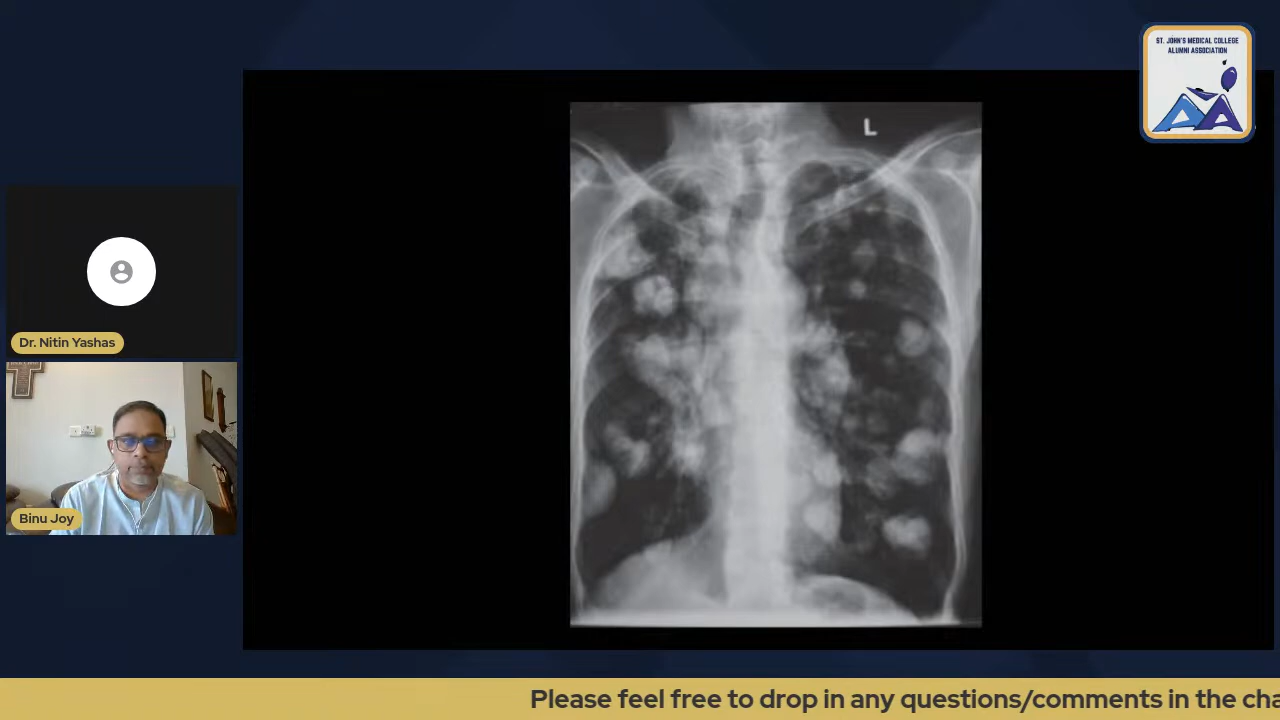 ST. JOHN'S MEDICAL COLLEGE
ALUMNI ASSOCIATION
L
Dr. Nitin Yashas
Binu Joy
Please feel free to drop in any questions/comments in the cha